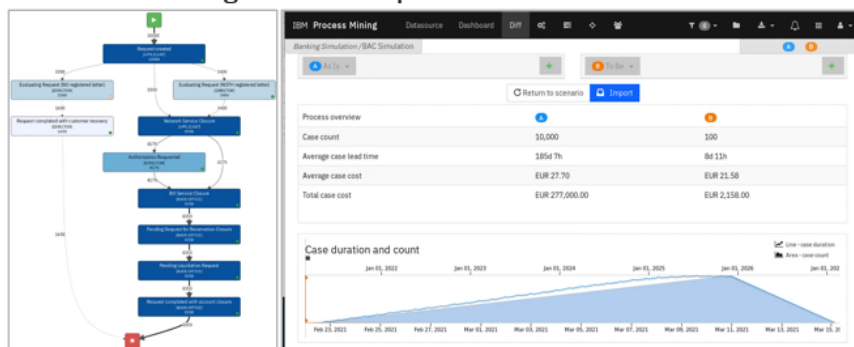 Request created
Evaluating Request (NO registered letter)
Evaluating Request (WITH registered letter)
Request completed with customer recovery
Network Service Closure
Authorization Requested
BO Service Closure
Pending Request for Reservation Closure
Pending Liquidation Request
Request completed with account closure
IBM Process Mining Datasource Dashboard Diff
Banking Simulation / BAC Simulation A B
A As Is B To Be
Return to scenario Import
Process overview A B
Case count 10,000 100
Average case lead time 185d 7h 8d 11h
Average case cost EUR 27.70 EUR 21.58
Total case cost EUR 277,000.00 EUR 2,158.00
Case duration and count
Line - case duration
Area - case count
Jan 01, 2022 Jan 01, 2023 Jan 01, 2024 Jan 01, 2025 Jan 01, 2026 Jan 01, 202
Feb 23, 2021 Feb 25, 2021 Feb 27, 2021 Mar 01, 2021 Mar 03, 2021 Mar 05, 2021 Mar 07, 2021 Mar 09, 2021 Mar 11, 2021 Mar 13, 2021 Mar 15, 2